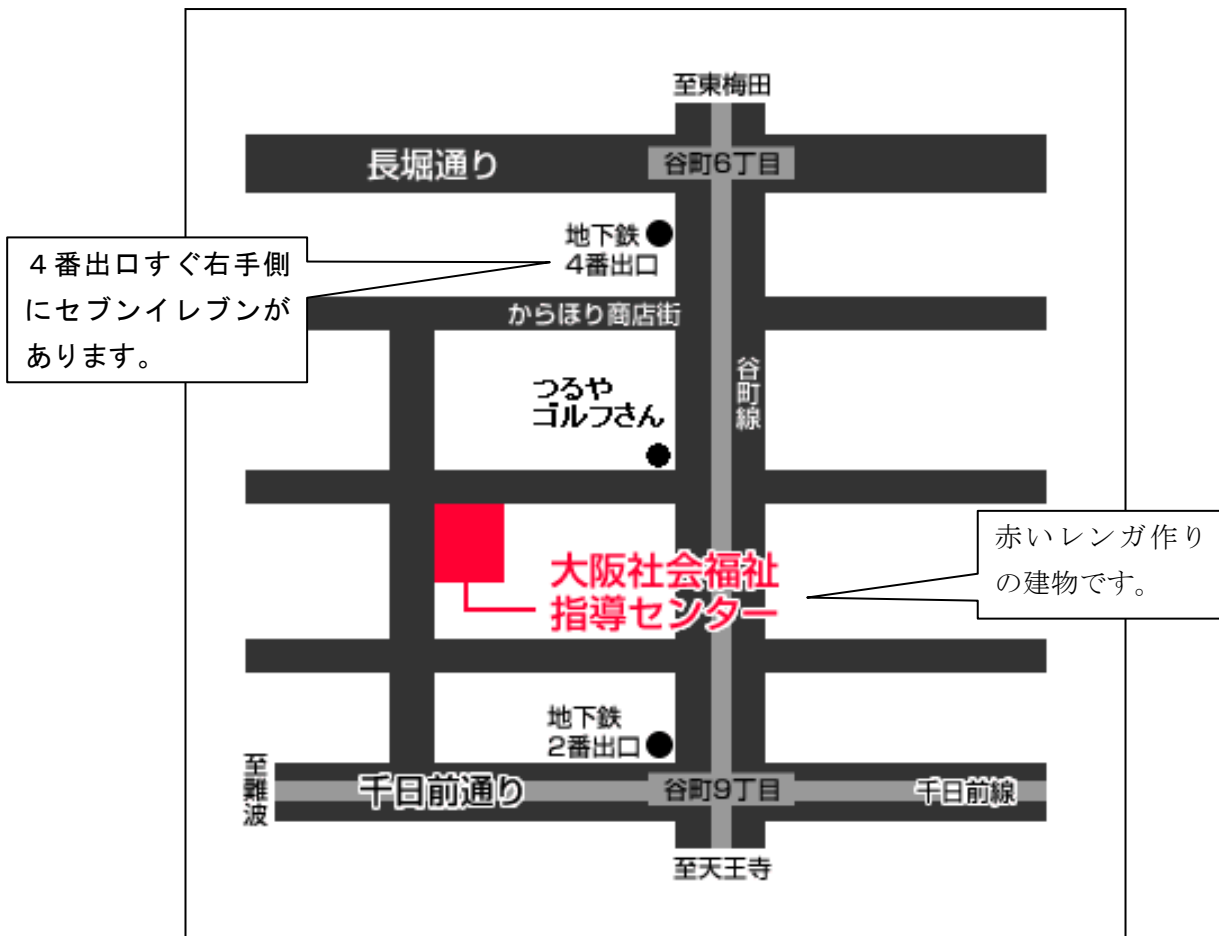 至東梅田
長堀通り
谷町6丁目
地下鉄
4番出口
４番出口すぐ右手側
にセブンイレブンが
あります。
からほり商店街
谷町線
つるや
ゴルフさん
赤いレンガ作り
の建物です。
大阪社会福祉
指導センター
地下鉄
2番出口
至難波
千日前通り
谷町9丁目
千日前線
至天王寺